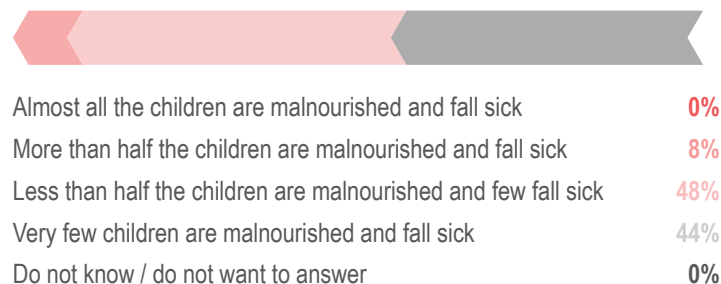 Almost all the children are malnourished and fall sick 0%
More than half the children are malnourished and fall sick 8%
Less than half the children are malnourished and few fall sick 48%
Very few children are malnourished and fall sick 44%
Do not know / do not want to answer 0%